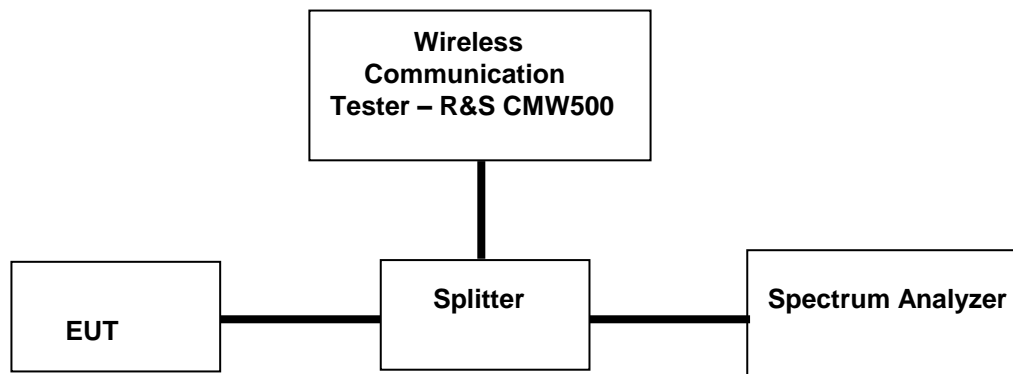 Wireless
Communication
Tester – R&S CMW500
Splitter
Spectrum Analyzer
EUT